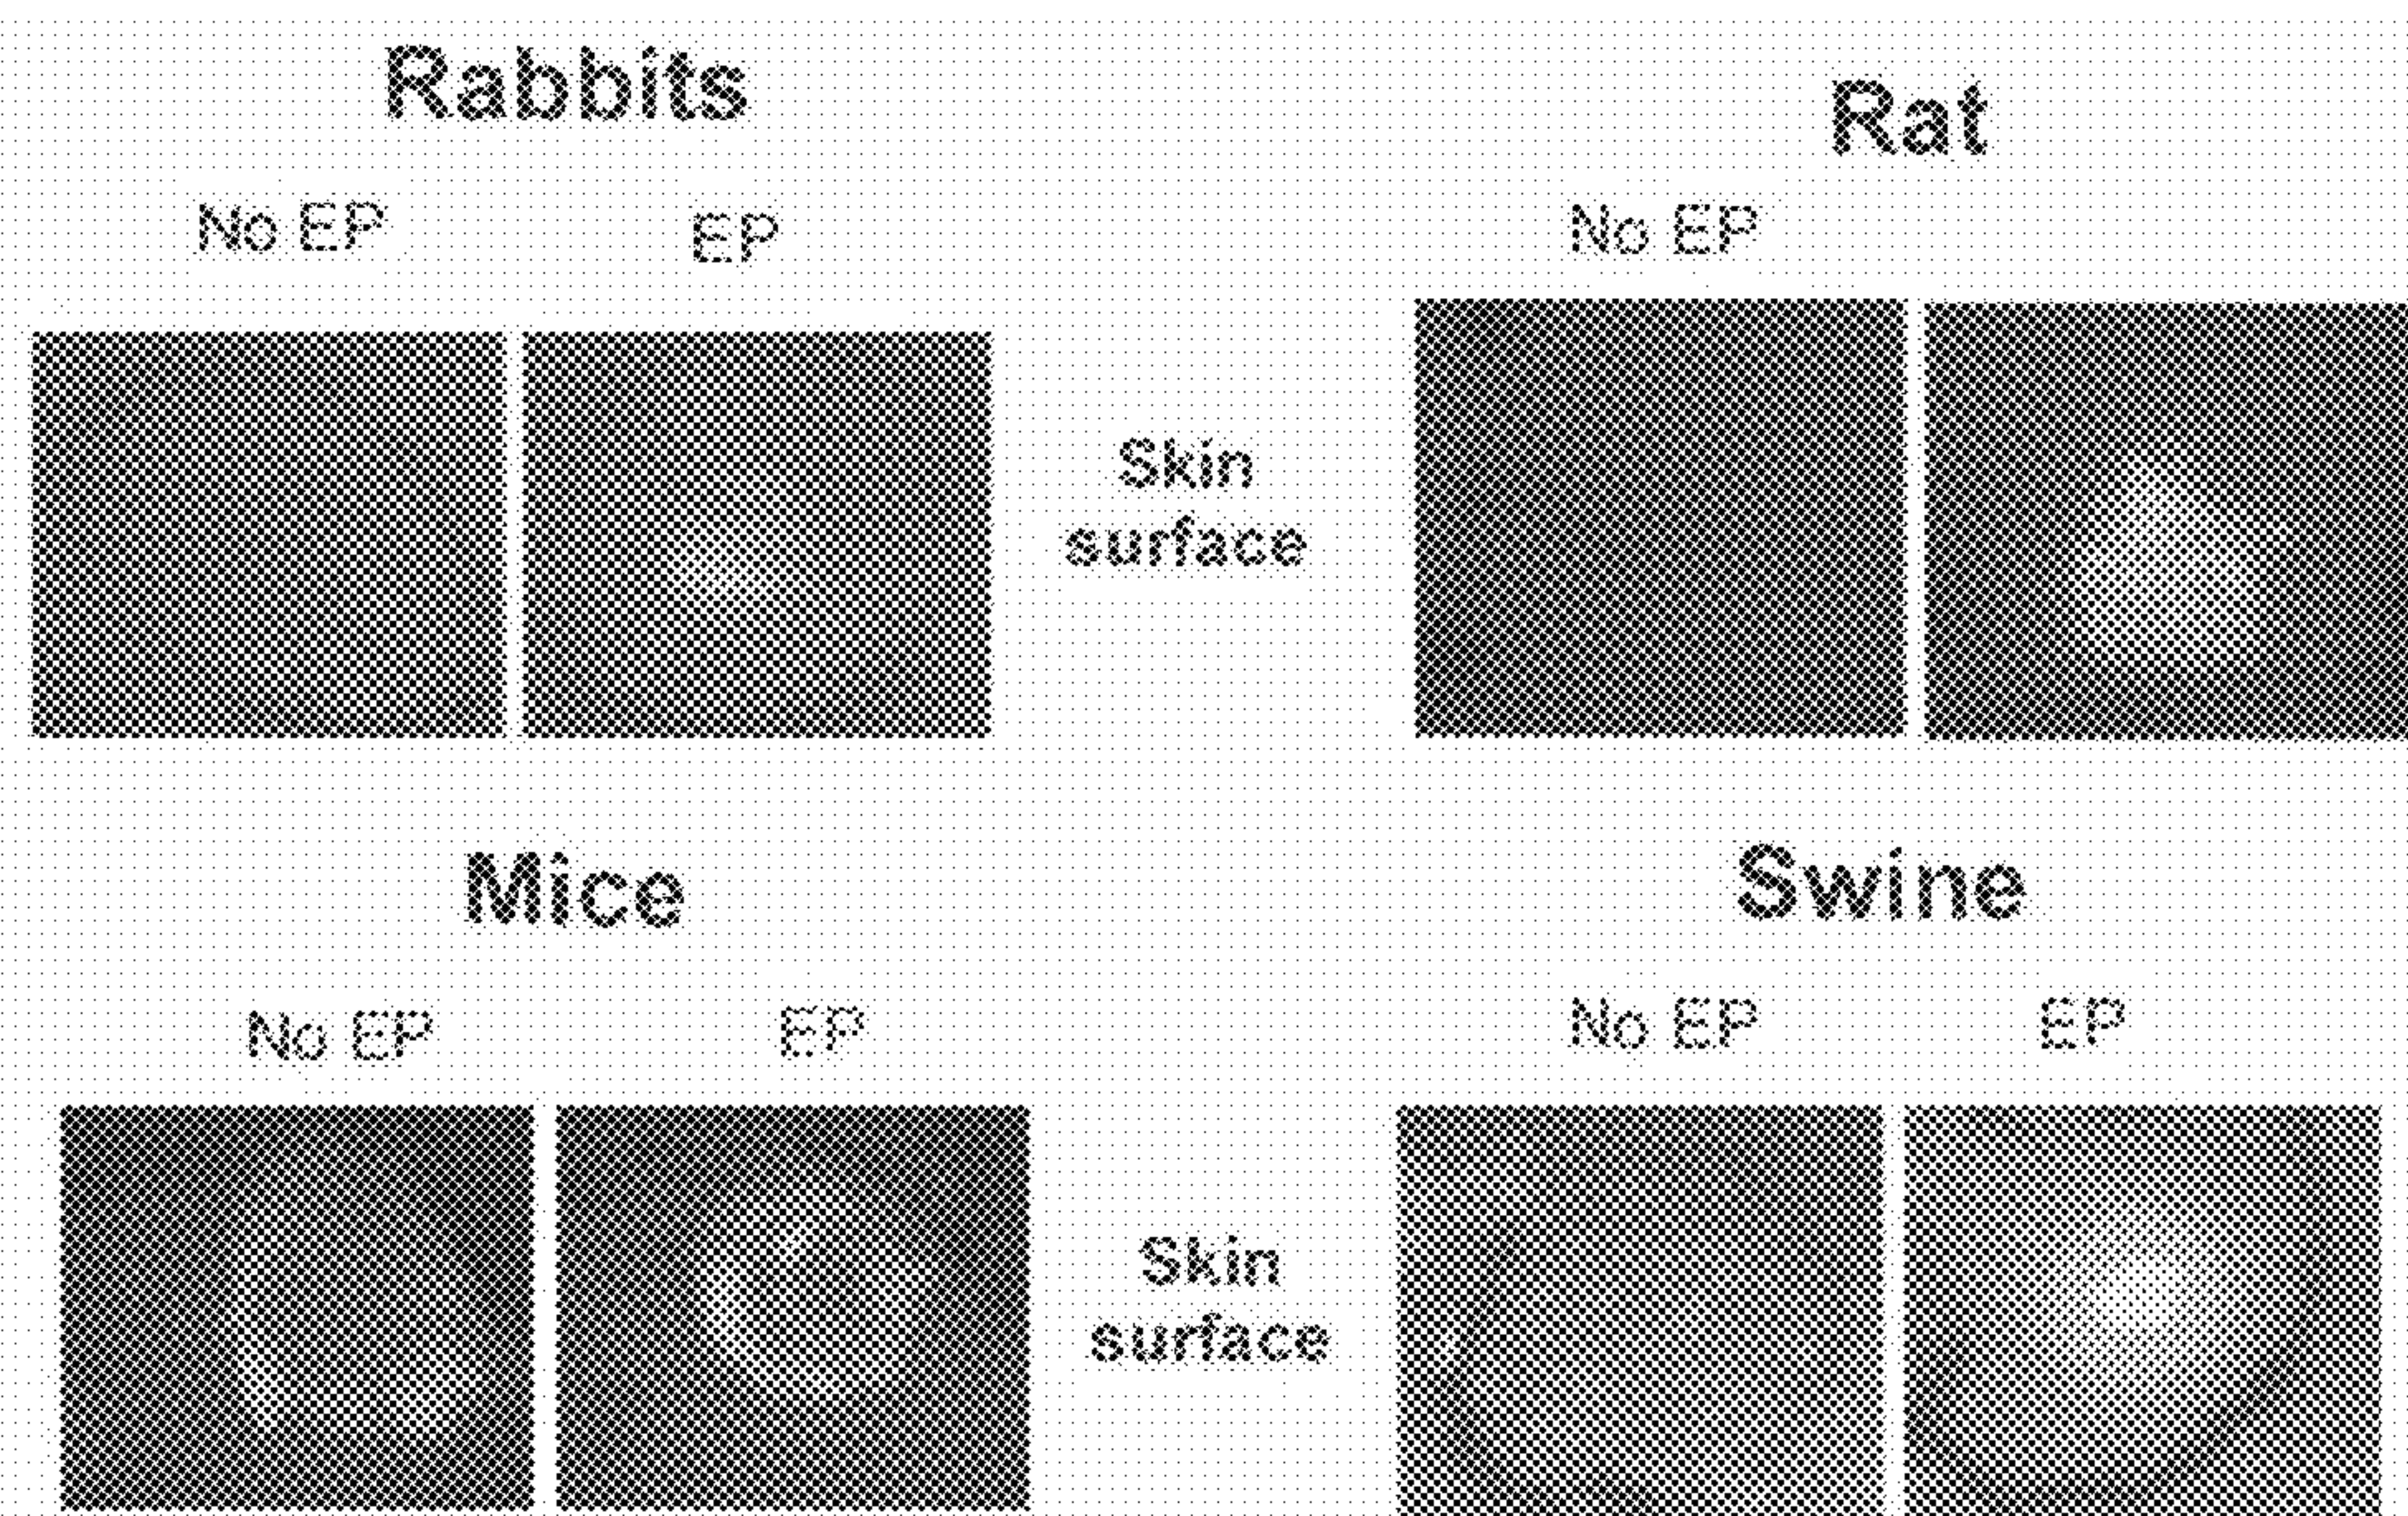 Rabbits
No EP EP
Skin
surface
Rat
No EP
Mice
No EP EP
Skin
surface
Swine
No EP EP